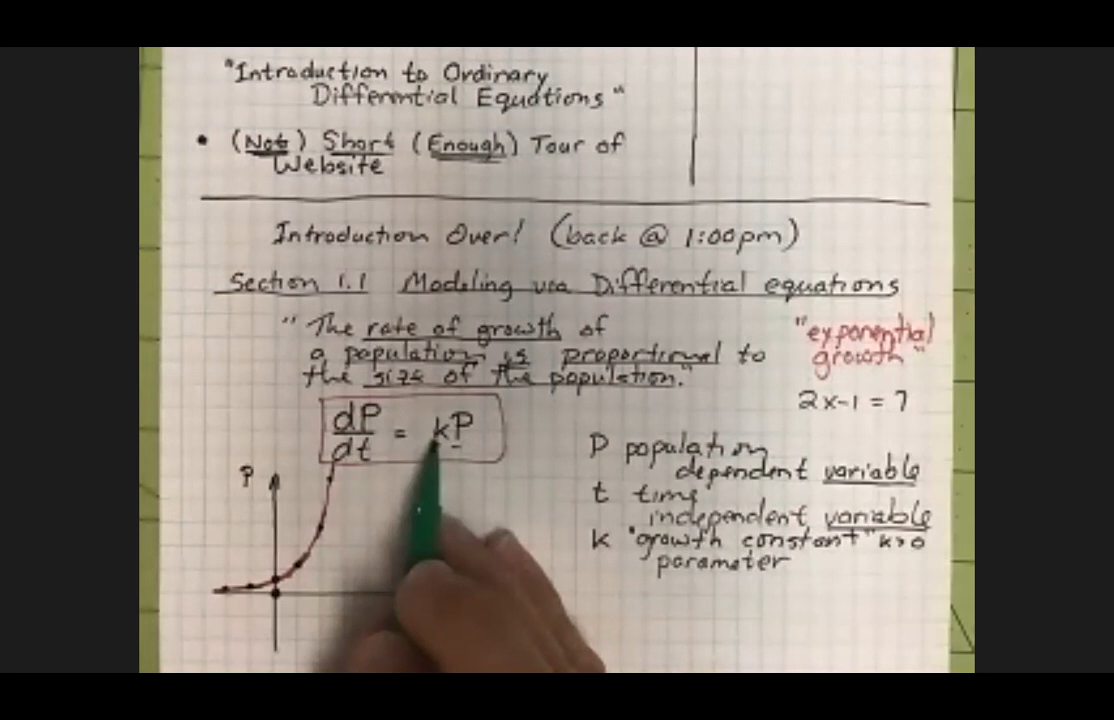 "Introduction to Ordinary
Differential Equations"
• (Not) Short (Enough) Tour of
Website
Introduction Over! (back @ 1:00pm)
Section 1.1 Modeling via Differential equations
"The rate of growth of
a population is proportional to
the size of the population."
"exponential
growth"
2x-1 = 7
dP/dt = kP
P population
dependent variable
t time
independent variable
k "growth constant" k>0
parameter
P